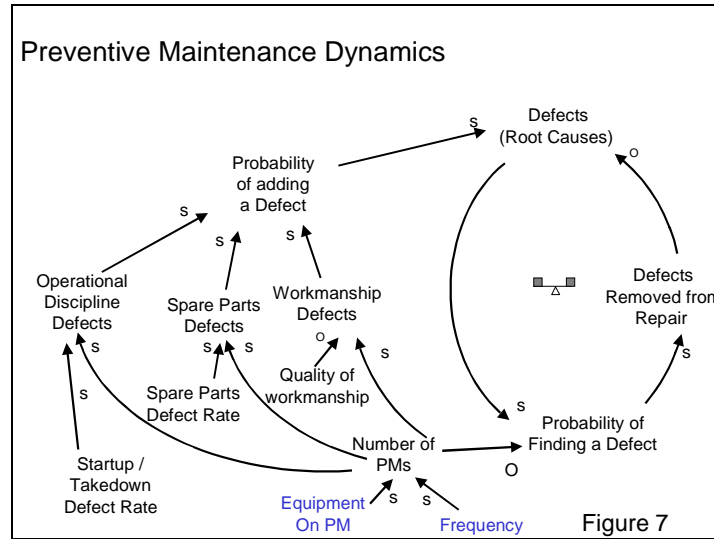 Preventive Maintenance Dynamics
Defects
(Root Causes)
s
o
Probability
of adding
a Defect
s
s
s
Operational
Discipline
Defects
Spare Parts
Defects
Workmanship
Defects
Defects
Removed from
Repair
s
s
s
o
s
s
Quality of
workmanship
Spare Parts
Defect Rate
s
s
Probability of
Finding a Defect
Number of
PMs
O
Startup /
Takedown
Defect Rate
s
s
Equipment
On PM
Frequency
Figure 7